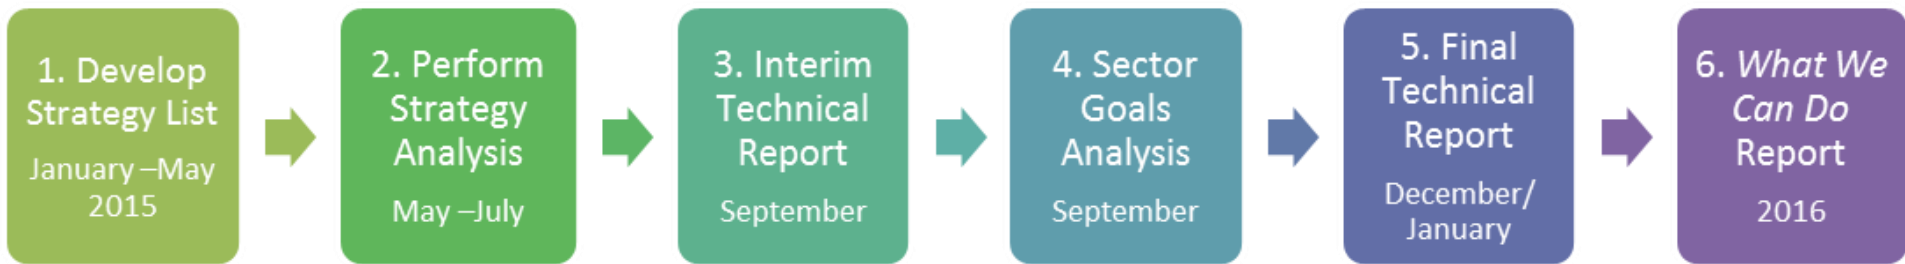 1. Develop
Strategy List
January –May
2015
2. Perform
Strategy
Analysis
May –July
3. Interim
Technical
Report
September
4. Sector
Goals
Analysis
September
5. Final
Technical
Report
December/
January
6. What We
Can Do
Report
2016